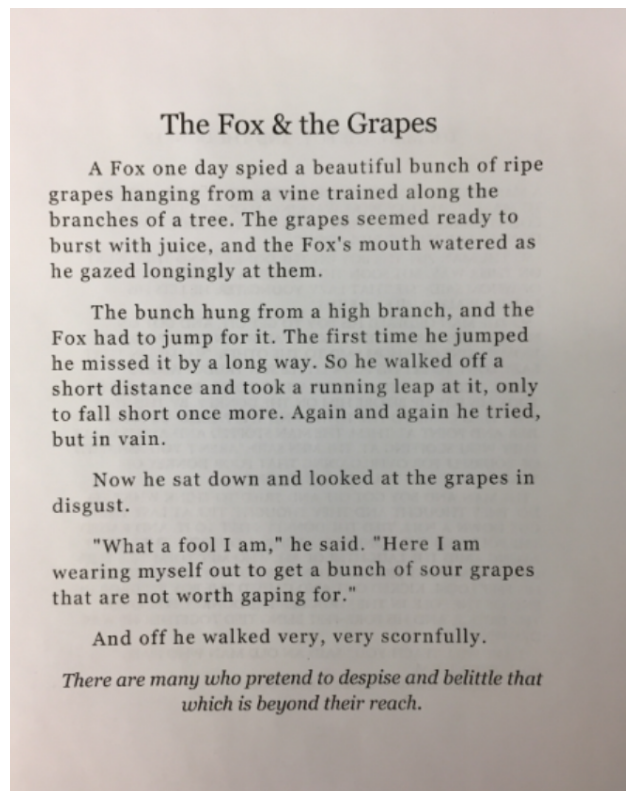 The Fox & the Grapes
A Fox one day spied a beautiful bunch of ripe
grapes hanging from a vine trained along the
branches of a tree. The grapes seemed ready to
burst with juice, and the Fox's mouth watered as
he gazed longingly at them.
The bunch hung from a high branch, and the
Fox had to jump for it. The first time he jumped
he missed it by a long way. So he walked off a
short distance and took a running leap at it, only
to fall short once more. Again and again he tried,
but in vain.
Now he sat down and looked at the grapes in
disgust.
"What a fool I am," he said. "Here I am
wearing myself out to get a bunch of sour grapes
that are not worth gaping for."
And off he walked very, very scornfully.
There are many who pretend to despise and belittle that
which is beyond their reach.